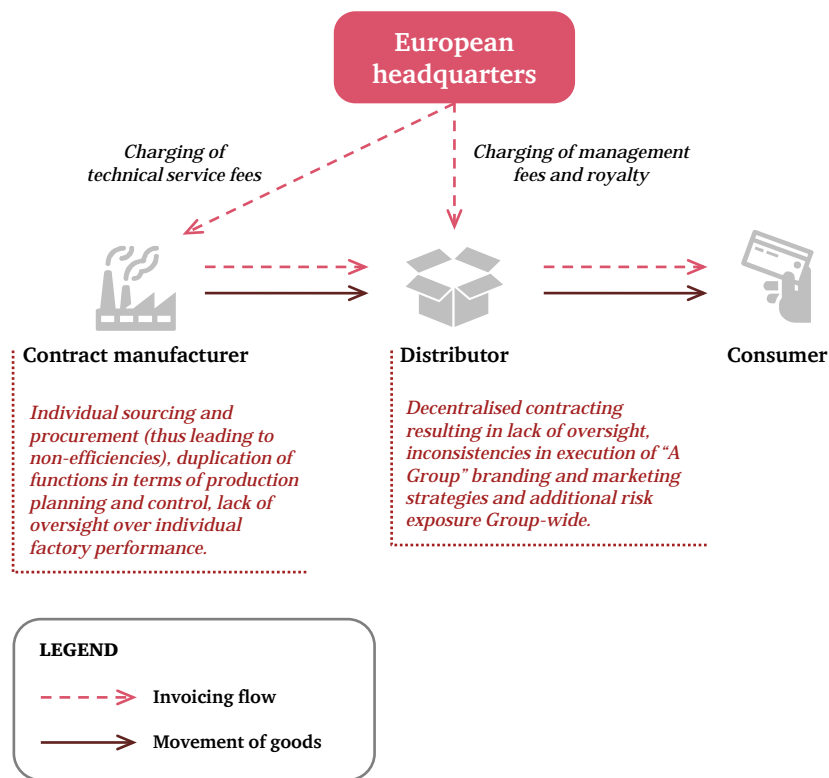 European
headquarters
Charging of
technical service fees
Charging of management
fees and royalty
Contract manufacturer
Distributor
Consumer
Individual sourcing and
procurement (thus leading to
non-efficiencies), duplication of
functions in terms of production
planning and control, lack of
oversight over individual
factory performance.
Decentralised contracting
resulting in lack of oversight,
inconsistencies in execution of “A
Group” branding and marketing
strategies and additional risk
exposure Group-wide.
LEGEND
Invoicing flow
Movement of goods